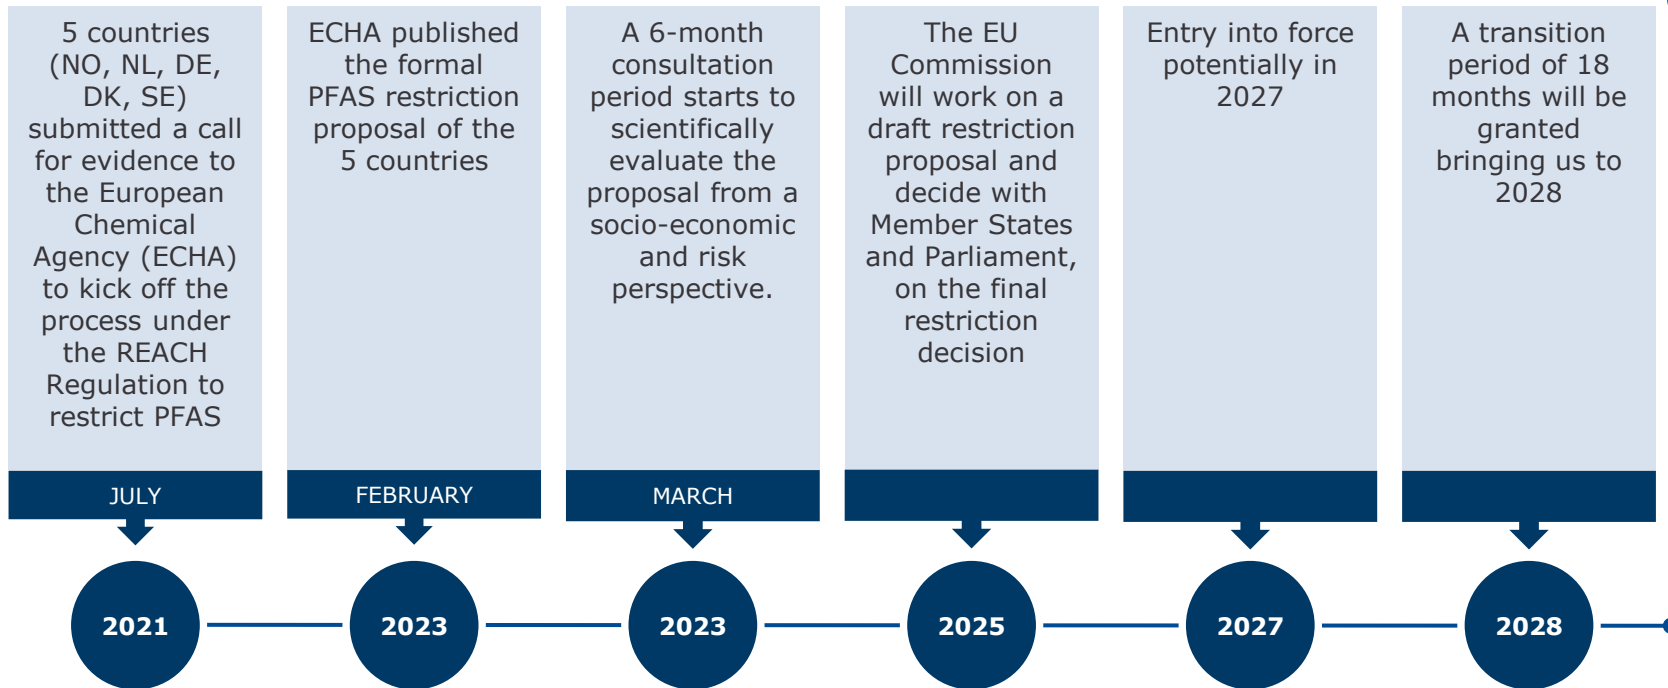 5 countries
(NO, NL, DE,
DK, SE)
submitted a call
for evidence to
the European
Chemical
Agency (ECHA)
to kick off the
process under
the REACH
Regulation to
restrict PFAS
JULY
2021
ECHA published
the formal
PFAS restriction
proposal of the
5 countries
FEBRUARY
2023
A 6-month
consultation
period starts to
scientifically
evaluate the
proposal from a
socio-economic
and risk
perspective.
MARCH
2023
The EU
Commission
will work on a
draft restriction
proposal and
decide with
Member States
and Parliament,
on the final
restriction
decision
2025
Entry into force
potentially in
2027
2027
A transition
period of 18
months will be
granted
bringing us to
2028
2028